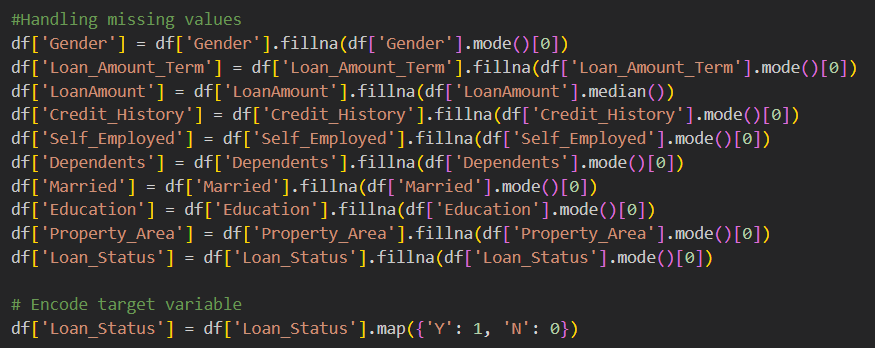 #Handling missing values
df['Gender'] = df['Gender'].fillna(df['Gender'].mode()[0])
df['Loan_Amount_Term'] = df['Loan_Amount_Term'].fillna(df['Loan_Amount_Term'].mode()[0])
df['LoanAmount'] = df['LoanAmount'].fillna(df['LoanAmount'].median())
df['Credit_History'] = df['Credit_History'].fillna(df['Credit_History'].mode()[0])
df['Self_Employed'] = df['Self_Employed'].fillna(df['Self_Employed'].mode()[0])
df['Dependents'] = df['Dependents'].fillna(df['Dependents'].mode()[0])
df['Married'] = df['Married'].fillna(df['Married'].mode()[0])
df['Education'] = df['Education'].fillna(df['Education'].mode()[0])
df['Property_Area'] = df['Property_Area'].fillna(df['Property_Area'].mode()[0])
df['Loan_Status'] = df['Loan_Status'].fillna(df['Loan_Status'].mode()[0])
# Encode target variable
df['Loan_Status'] = df['Loan_Status'].map({'Y': 1, 'N': 0})